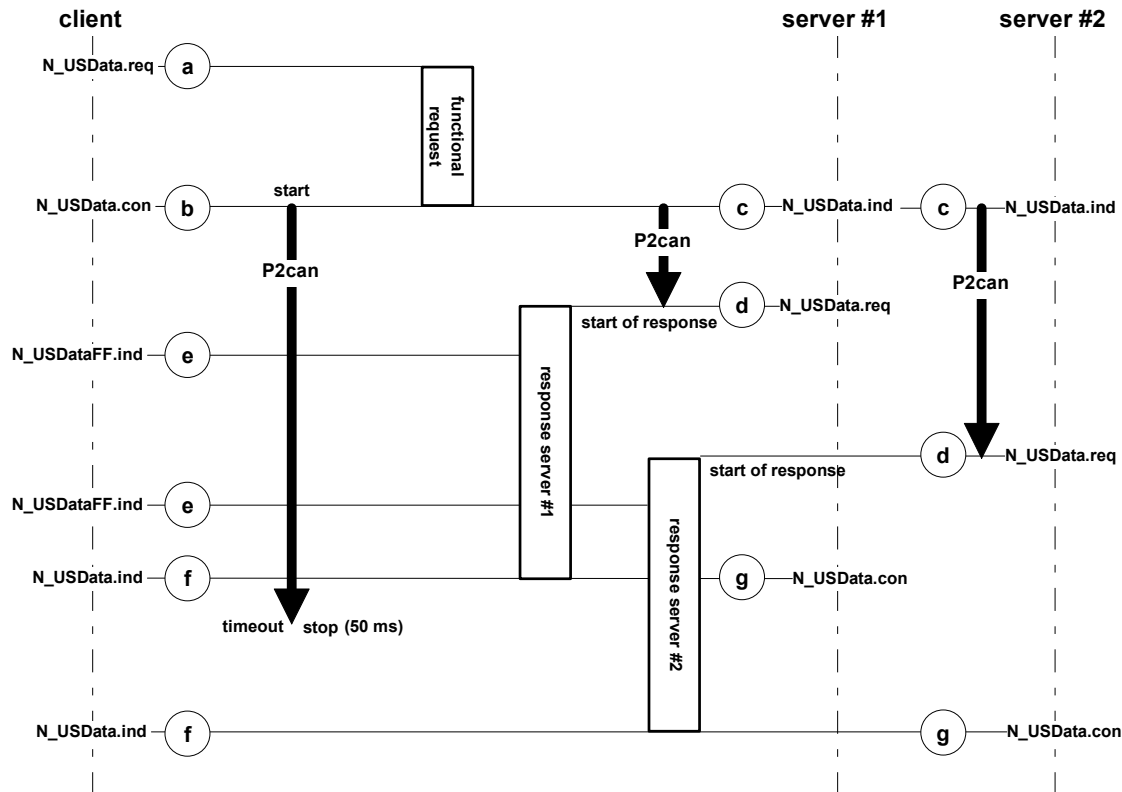 client
server #1
server #2
N_USData.req
a
functional
request
N_USData.con
b
start
c
N_USData.ind
c
N_USData.ind
P2can
P2can
P2can
d
N_USData.req
start of response
N_USDataFF.ind
e
response server #1
d
N_USData.req
start of response
N_USDataFF.ind
e
response server #2
N_USData.ind
f
g
N_USData.con
timeout
stop (50 ms)
N_USData.ind
f
g
N_USData.con